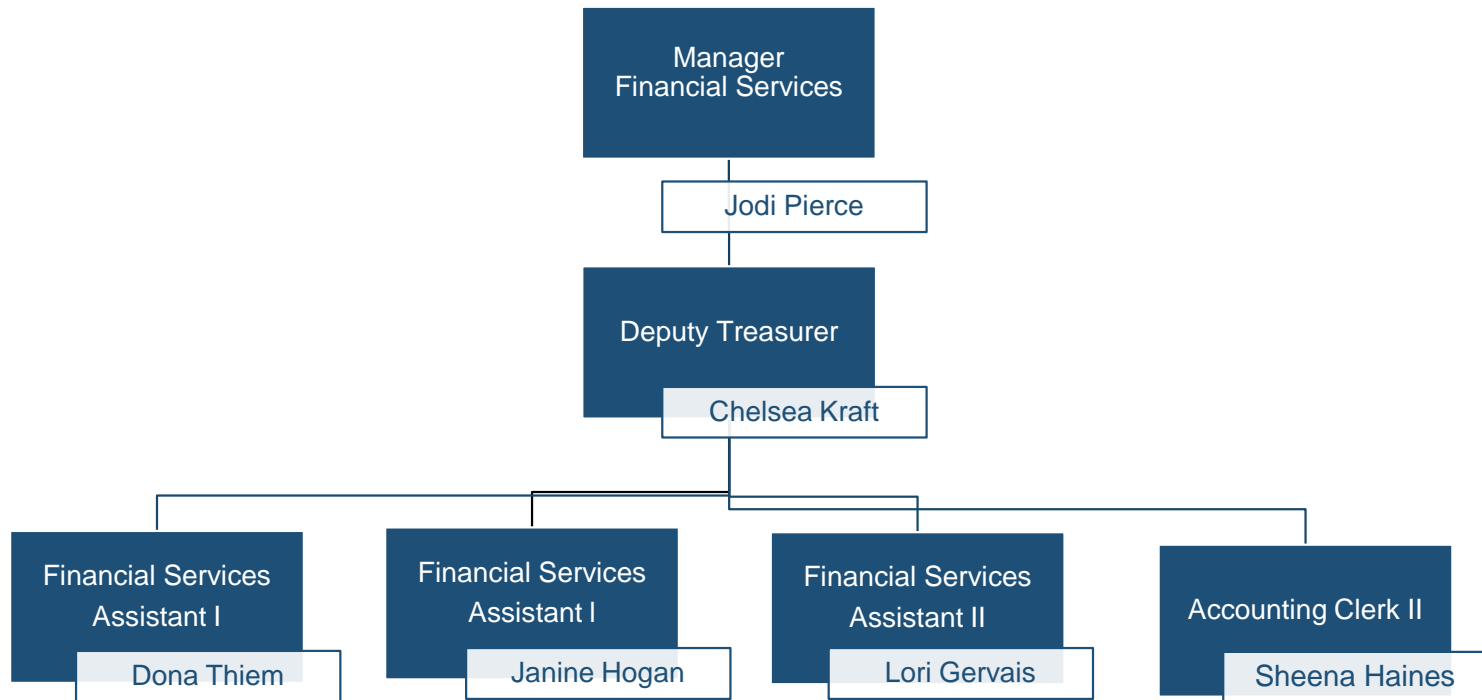 Manager
Financial Services
Jodi Pierce
Deputy Treasurer
Chelsea Kraft
Financial Services
Assistant I
Dona Thiem
Financial Services
Assistant I
Janine Hogan
Financial Services
Assistant II
Lori Gervais
Accounting Clerk II
Sheena Haines